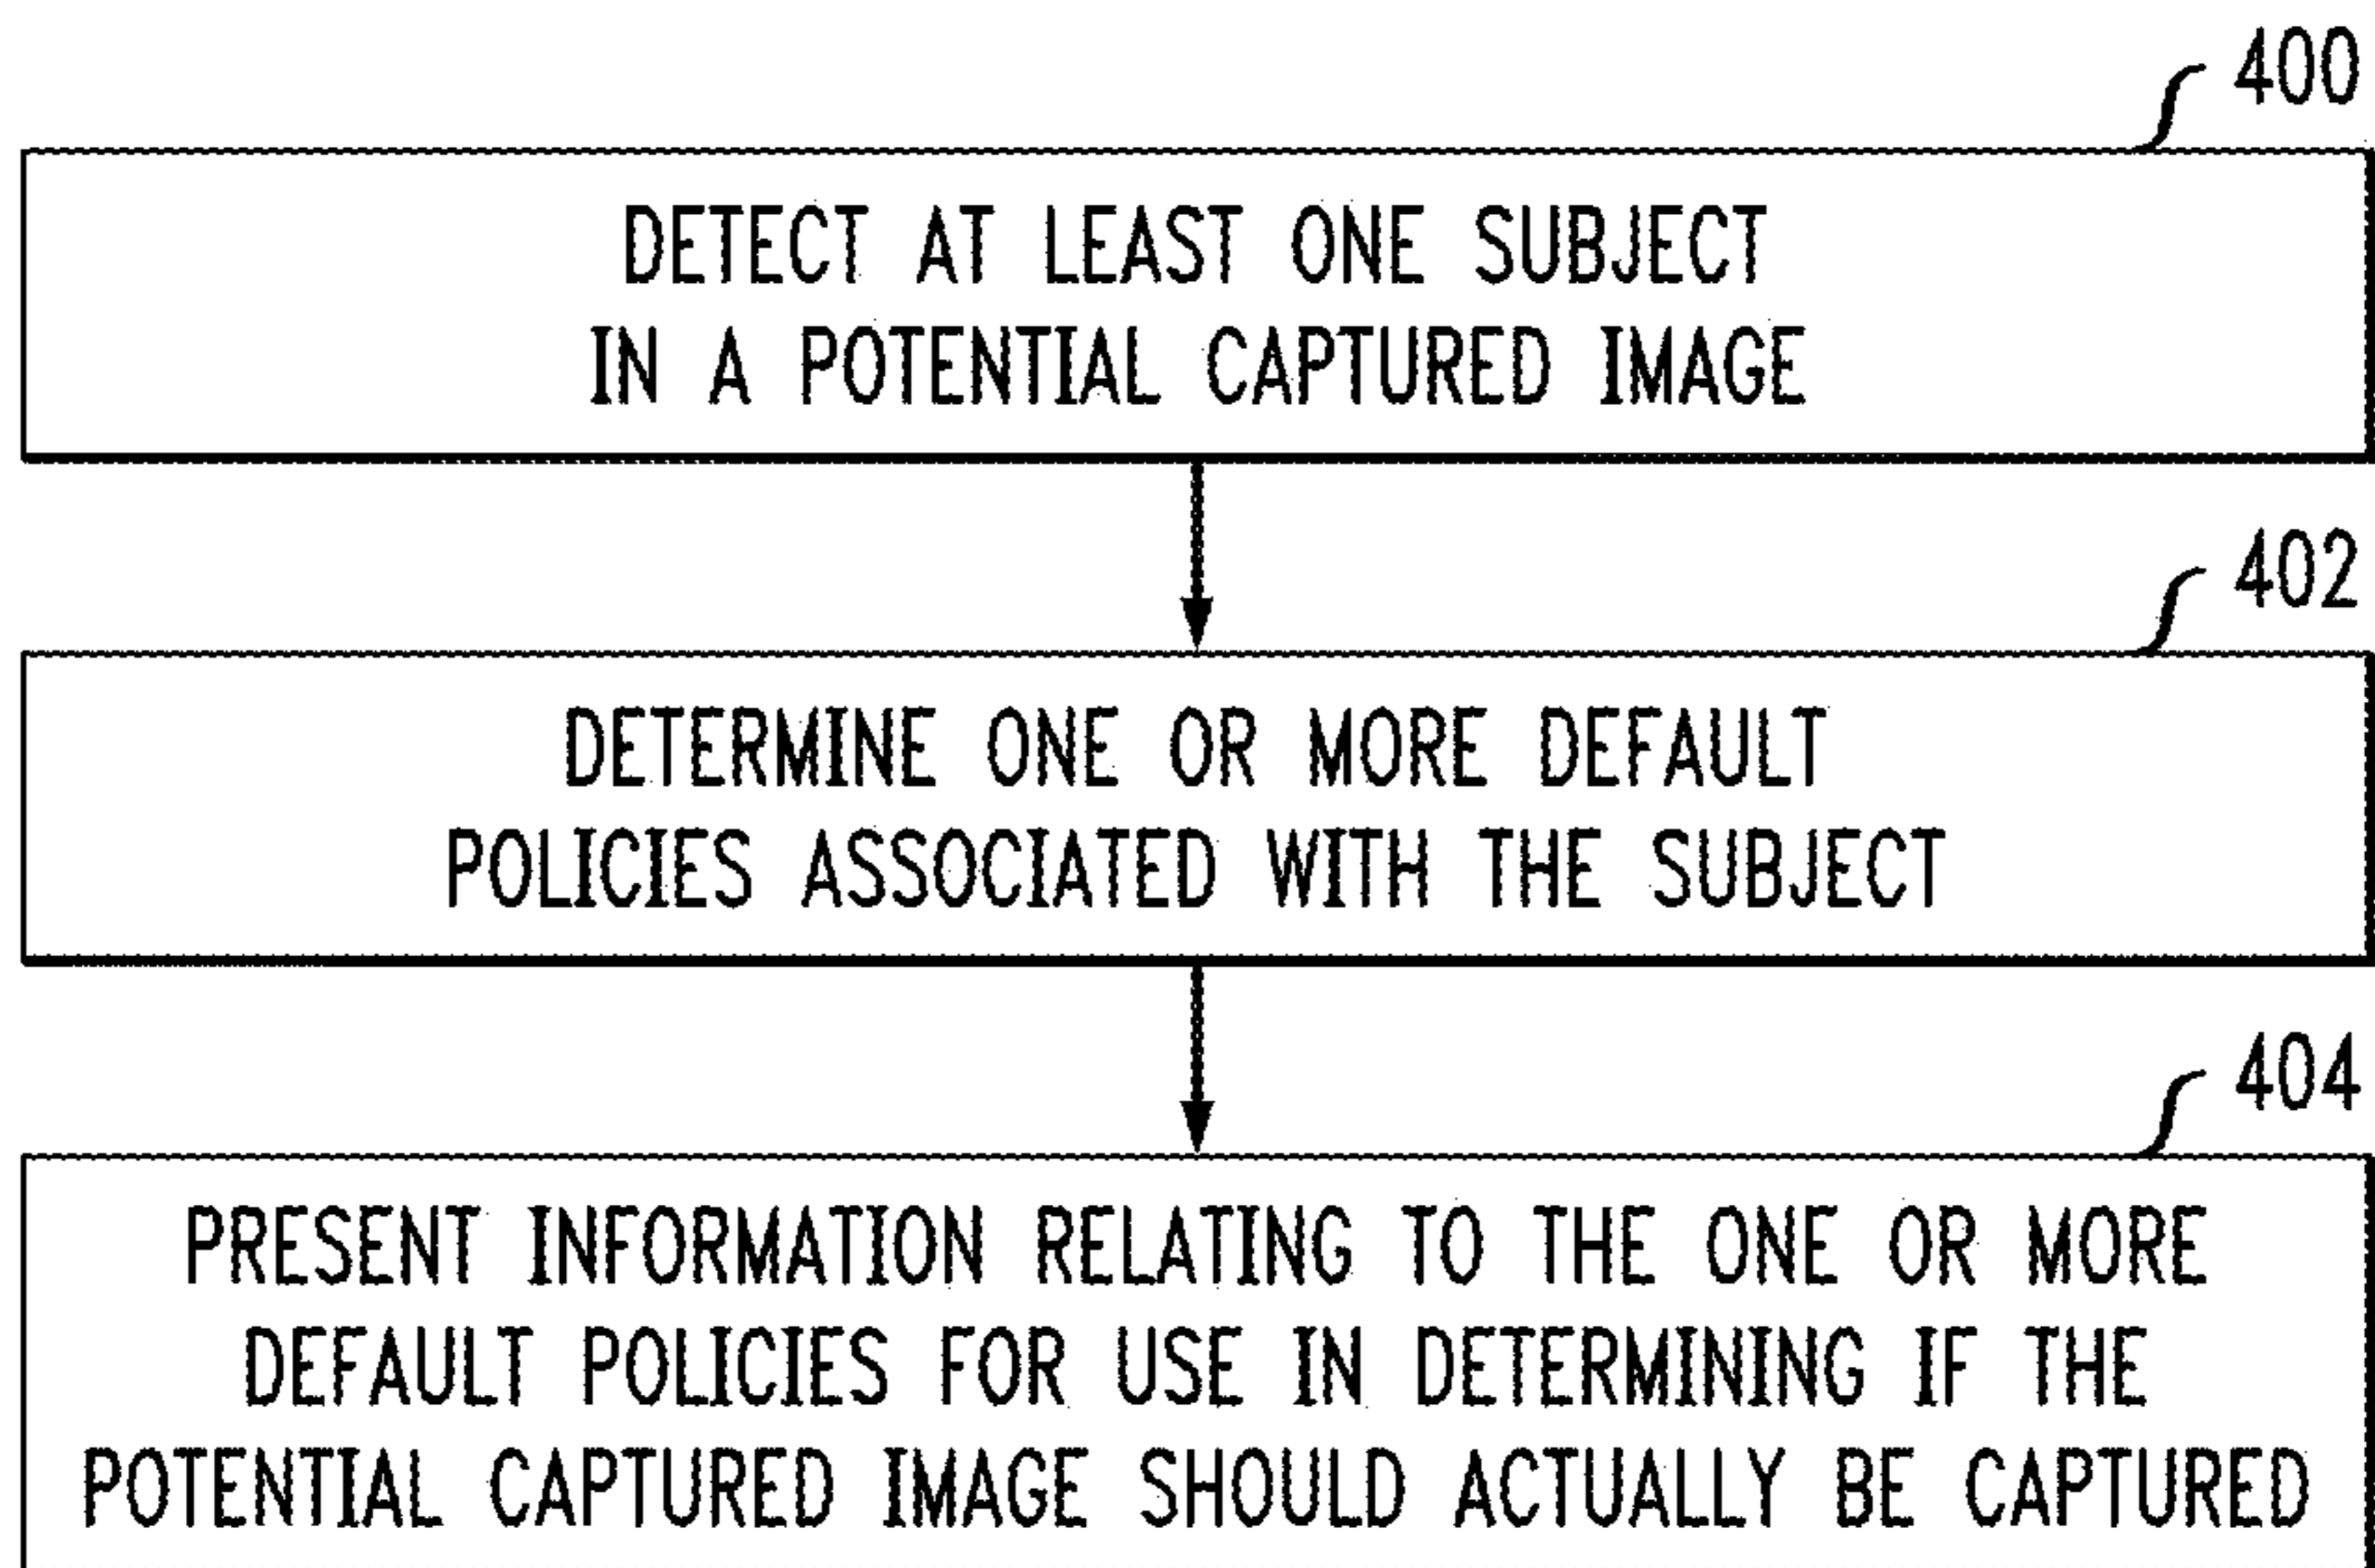 400
DETECT AT LEAST ONE SUBJECT
IN A POTENTIAL CAPTURED IMAGE
402
DETERMINE ONE OR MORE DEFAULT
POLICIES ASSOCIATED WITH THE SUBJECT
404
PRESENT INFORMATION RELATING TO THE ONE OR MORE
DEFAULT POLICIES FOR USE IN DETERMINING IF THE
POTENTIAL CAPTURED IMAGE SHOULD ACTUALLY BE CAPTURED